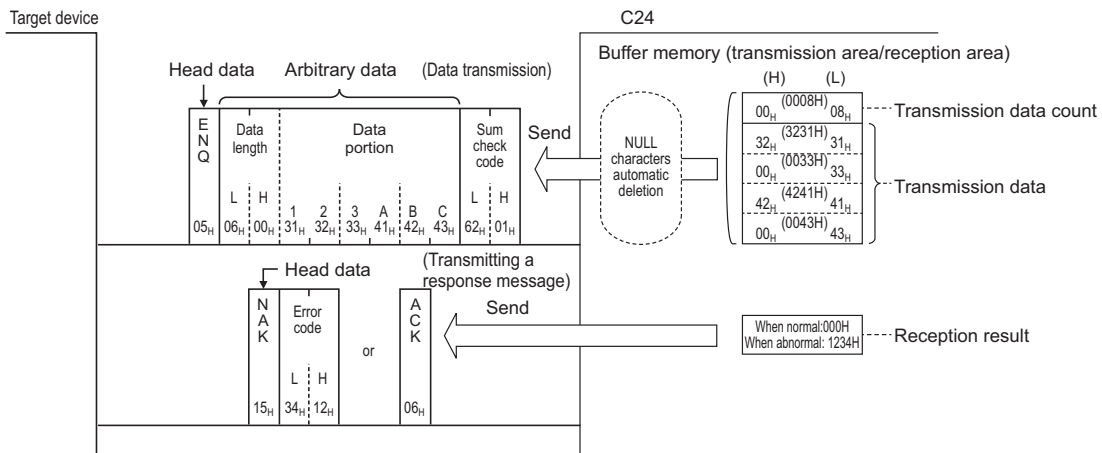 Target device
C24
Buffer memory (transmission area/reception area)
Head data
Arbitrary data
(Data transmission)
(H) (L)
ENQ
Data length
Data portion
Sum check code
Send
NULL characters automatic deletion
00H (0008H) 08H
Transmission data count
32H (3231H) 31H
00H (0033H) 33H
42H (4241H) 41H
00H (0043H) 43H
Transmission data
L H 1 2 3 A B C L H
05H 06H 00H 31H 32H 33H 41H 42H 43H 62H 01H
Head data
(Transmitting a response message)
NAK
Error code
or
ACK
Send
When normal:000H
When abnormal: 1234H
Reception result
L H
15H 34H 12H 06H